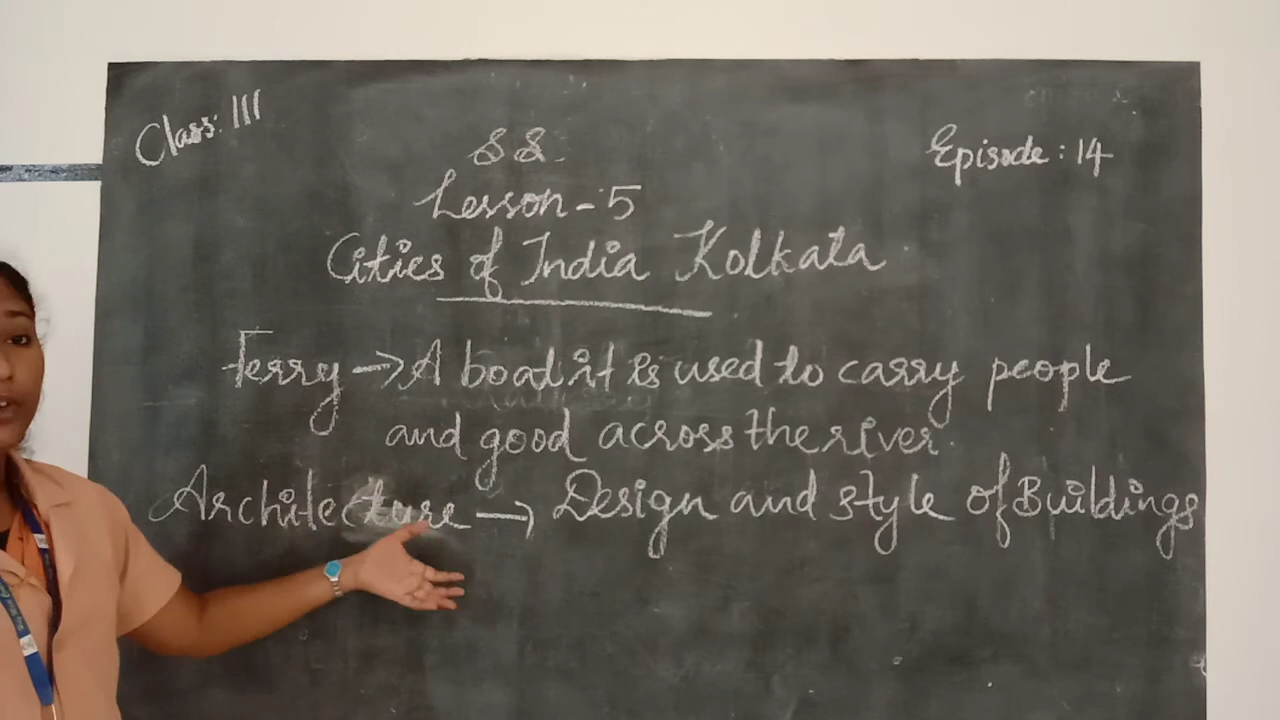 Class: III
S S.
Episode: 14
Lesson - 5
Cities of India Kolkata
Ferry → A boat it is used to carry people
and good across the river.
Architecture → Design and style of Buildings